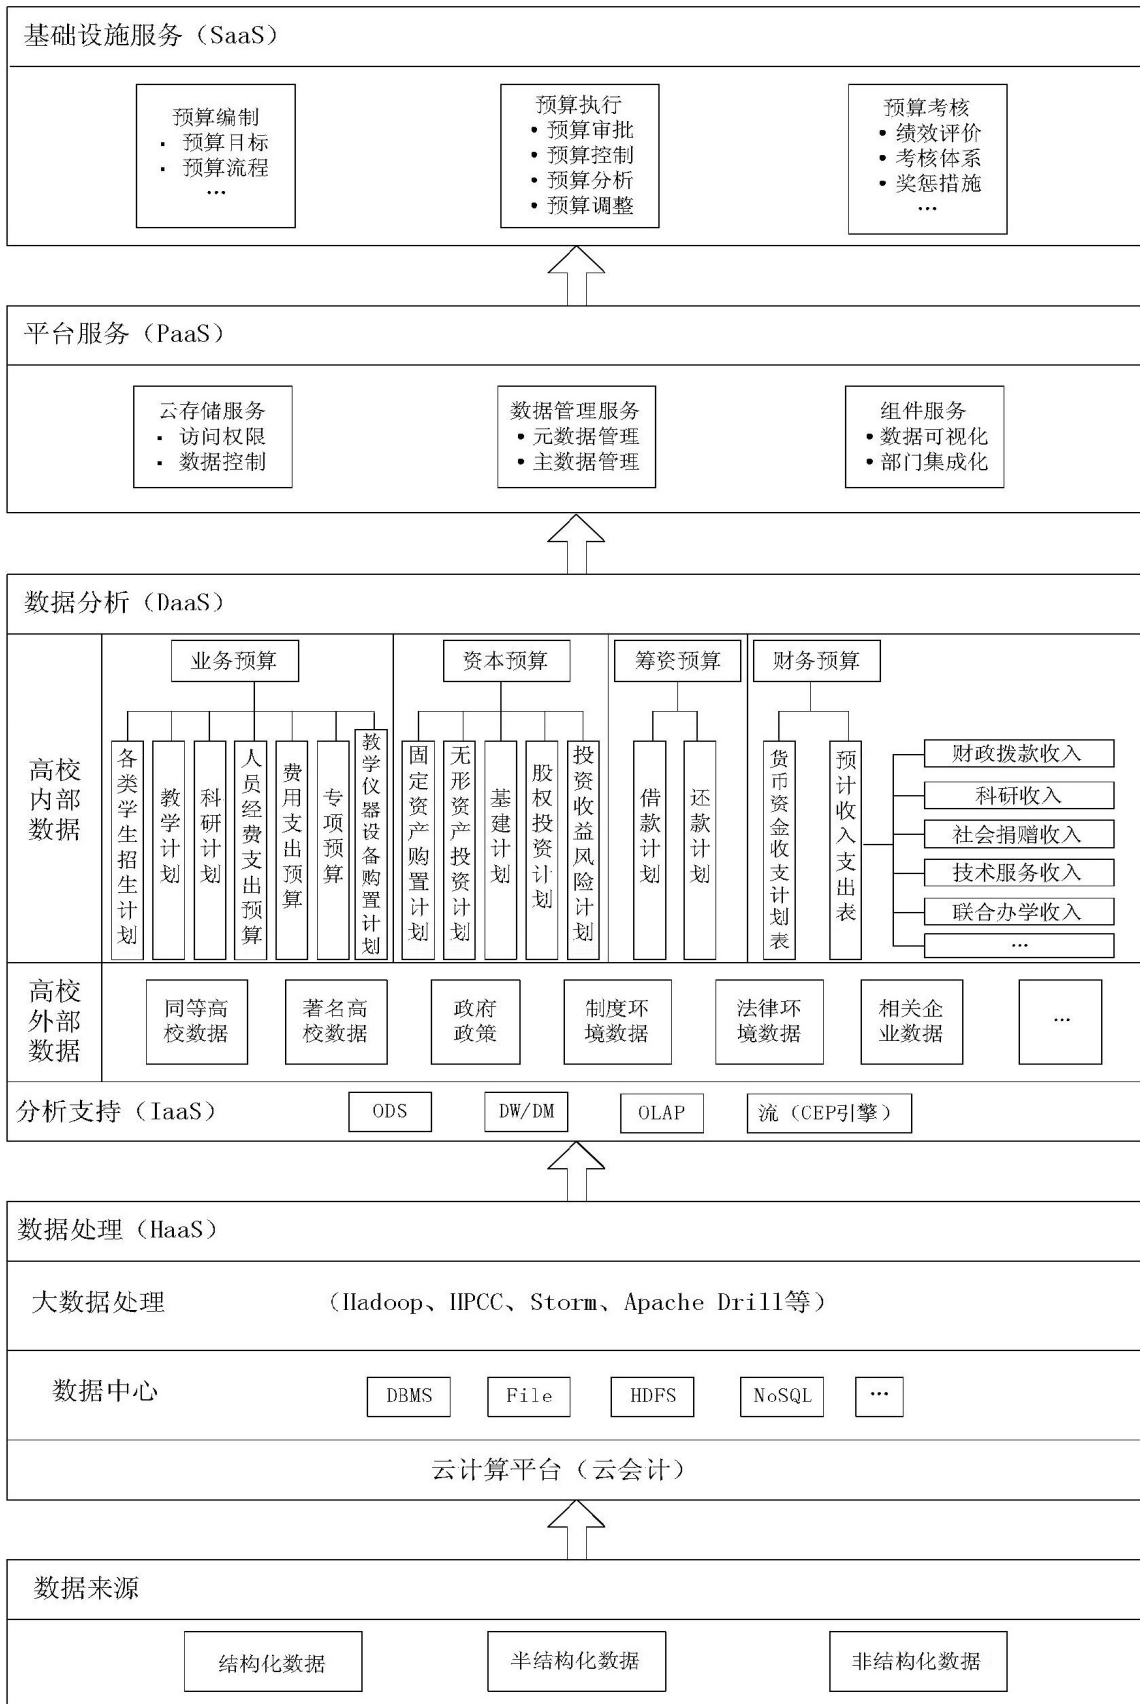 基础设施服务（SaaS）
预算编制
▪ 预算目标
▪ 预算流程
…
预算执行
• 预算审批
• 预算控制
• 预算分析
• 预算调整
预算考核
• 绩效评价
• 考核体系
• 奖惩措施
…
平台服务（PaaS）
云存储服务
▪ 访问权限
▪ 数据控制
数据管理服务
• 元数据管理
• 主数据管理
组件服务
• 数据可视化
• 部门集成化
数据分析（DaaS）
高校
内部
数据
业务预算
各类学生招生计划
教学计划
科研计划
人员经费支出预算
费用支出预算
专项预算
教学仪器设备购置计划
资本预算
固定资产购置计划
无形资产投资计划
基建计划
股权投资计划
投资收益风险计划
筹资预算
借款计划
还款计划
财务预算
货币资金收支计划表
预计收入支出表
财政拨款收入
科研收入
社会捐赠收入
技术服务收入
联合办学收入
…
高校
外部
数据
同等高
校数据
著名高
校数据
政府
政策
制度环
境数据
法律环
境数据
相关企
业数据
…
分析支持（IaaS）
ODS
DW/DM
OLAP
流（CEP引擎）
数据处理（HaaS）
大数据处理 （Hadoop、HPCC、Storm、Apache Drill等）
数据中心
DBMS
File
HDFS
NoSQL
…
云计算平台（云会计）
数据来源
结构化数据
半结构化数据
非结构化数据